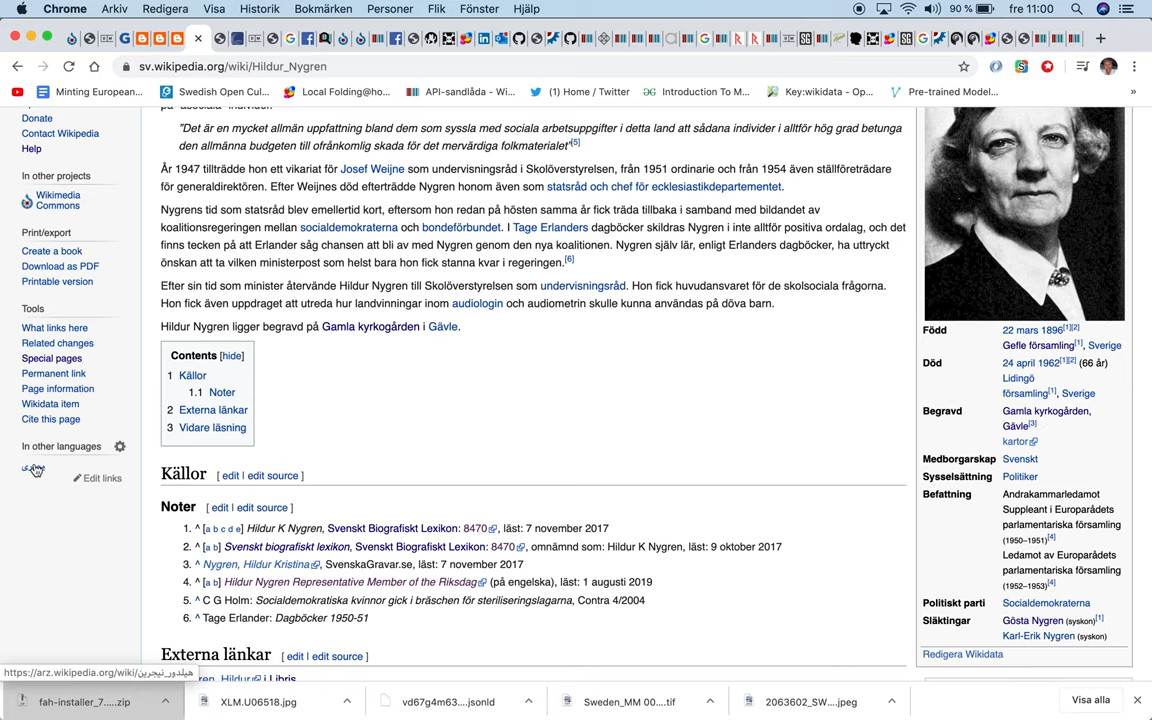 Chrome Arkiv Redigera Visa Historik Bokmärken Personer Flik Fönster Hjälp 90 % fre 11:00
sv.wikipedia.org/wiki/Hildur_Nygren
Minting European... Swedish Open Cul... Local Folding@ho... API-sandlåda - Wi... (1) Home / Twitter Introduction To M... Key:wikidata - Op... Pre-trained Model... »
Donate
Contact Wikipedia
Help
In other projects
Wikimedia
Commons
Print/export
Create a book
Download as PDF
Printable version
Tools
What links here
Related changes
Special pages
Permanent link
Page information
Wikidata item
Cite this page
In other languages
Edit links
"Det är en mycket allmän uppfattning bland dem som syssla med sociala arbetsuppgifter i detta land att sådana individer i alltför hög grad betunga
den allmänna budgeten till ofrånkomlig skada för det mervärdiga folkmaterialet"[5]
År 1947 tillträdde hon ett vikariat för Josef Weijne som undervisningsråd i Skolöverstyrelsen, från 1951 ordinarie och från 1954 även ställföreträdare
för generaldirektören. Efter Weijnes död efterträdde Nygren honom även som statsråd och chef för ecklesiastikdepartementet.
Nygrens tid som statsråd blev emellertid kort, eftersom hon redan på hösten samma år fick träda tillbaka i samband med bildandet av
koalitionsregeringen mellan socialdemokraterna och bondeförbundet. I Tage Erlanders dagböcker skildras Nygren i inte alltför positiva ordalag, och det
finns tecken på att Erlander såg chansen att bli av med Nygren genom den nya koalitionen. Nygren själv lär, enligt Erlanders dagböcker, ha uttryckt
önskan att ta vilken ministerpost som helst bara hon fick stanna kvar i regeringen.[6]
Efter sin tid som minister återvände Hildur Nygren till Skolöverstyrelsen som undervisningsråd. Hon fick huvudansvaret för de skolsociala frågorna.
Hon fick även uppdraget att utreda hur landvinningar inom audiologin och audiometrin skulle kunna användas på döva barn.
Hildur Nygren ligger begravd på Gamla kyrkogården i Gävle.
Contents [hide]
1 Källor
1.1 Noter
2 Externa länkar
3 Vidare läsning
Källor [ edit | edit source ]
Noter [ edit | edit source ]
1. ^ [a b c d e] Hildur K Nygren, Svenskt Biografiskt Lexikon: 8470, läst: 7 november 2017
2. ^ [a b] Svenskt biografiskt lexikon, Svenskt Biografiskt Lexikon: 8470, omnämnd som: Hildur K Nygren, läst: 9 oktober 2017
3. ^ Nygren, Hildur Kristina, SvenskaGravar.se, läst: 7 november 2017
4. ^ [a b] Hildur Nygren Representative Member of the Riksdag (på engelska), läst: 1 augusti 2019
5. ^ C G Holm: Socialdemokratiska kvinnor gick i bräschen för steriliseringslagarna, Contra 4/2004
6. ^ Tage Erlander: Dagböcker 1950-51
Externa länkar [ edit | edit source ]
Född 22 mars 1896[1][2]
Gefle församling[1], Sverige
Död 24 april 1962[1][2] (66 år)
Lidingö
församling[1], Sverige
Begravd Gamla kyrkogården,
Gävle[3]
kartor
Medborgarskap Svenskt
Sysselsättning Politiker
Befattning Andrakammarledamot
Suppleant i Europarådets
parlamentariska församling
(1950–1951)[4]
Ledamot av Europarådets
parlamentariska församling
(1952–1953)[4]
Politiskt parti Socialdemokraterna
Släktingar Gösta Nygren (syskon)[1]
Karl-Erik Nygren (syskon)
Redigera Wikidata
https://arz.wikipedia.org/wiki/هيلدور_نيجرين
fah-installer_7.....zip XLM.U06518.jpg vd67g4m63....jsonld Sweden_MM 00....tif 2063602_SW....jpeg Visa alla